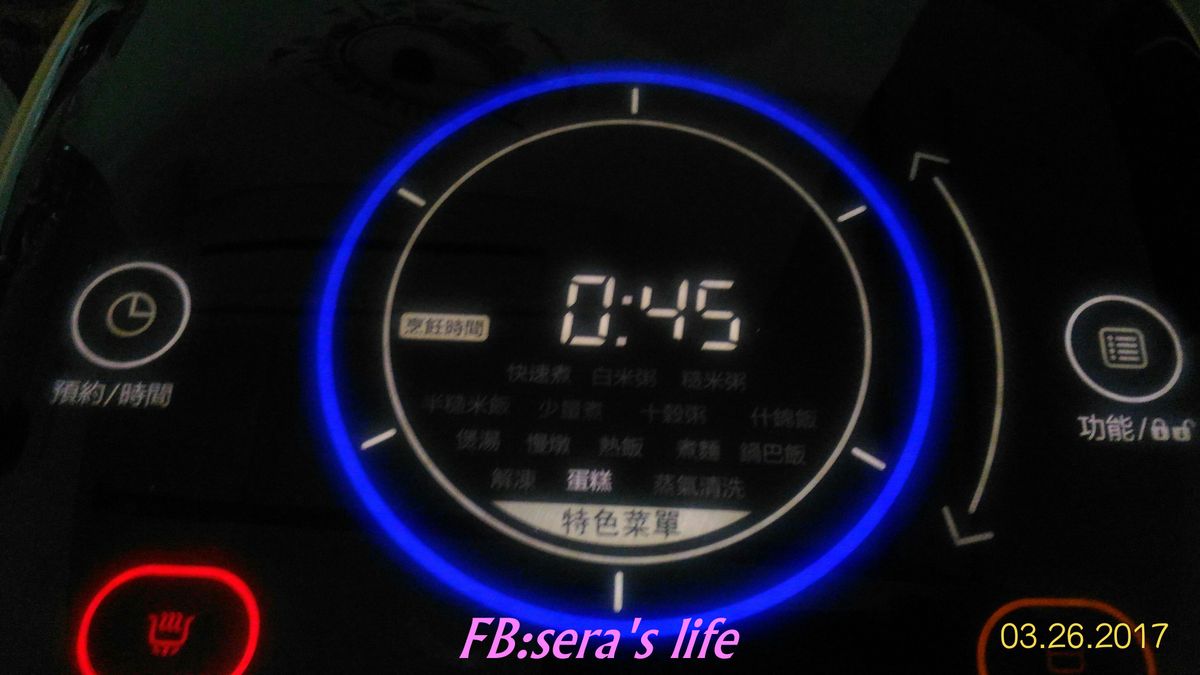 0:45
烹飪時間
預約/時間
快速煮 白米粥 糙米粥
半糙米飯 少量煮 十穀粥 什錦飯
功能/
煲湯 慢燉 熱飯 煮麵 鍋巴飯
解凍 蛋糕 蒸氣清洗
特色菜單
FB:sera's life
03.26.2017